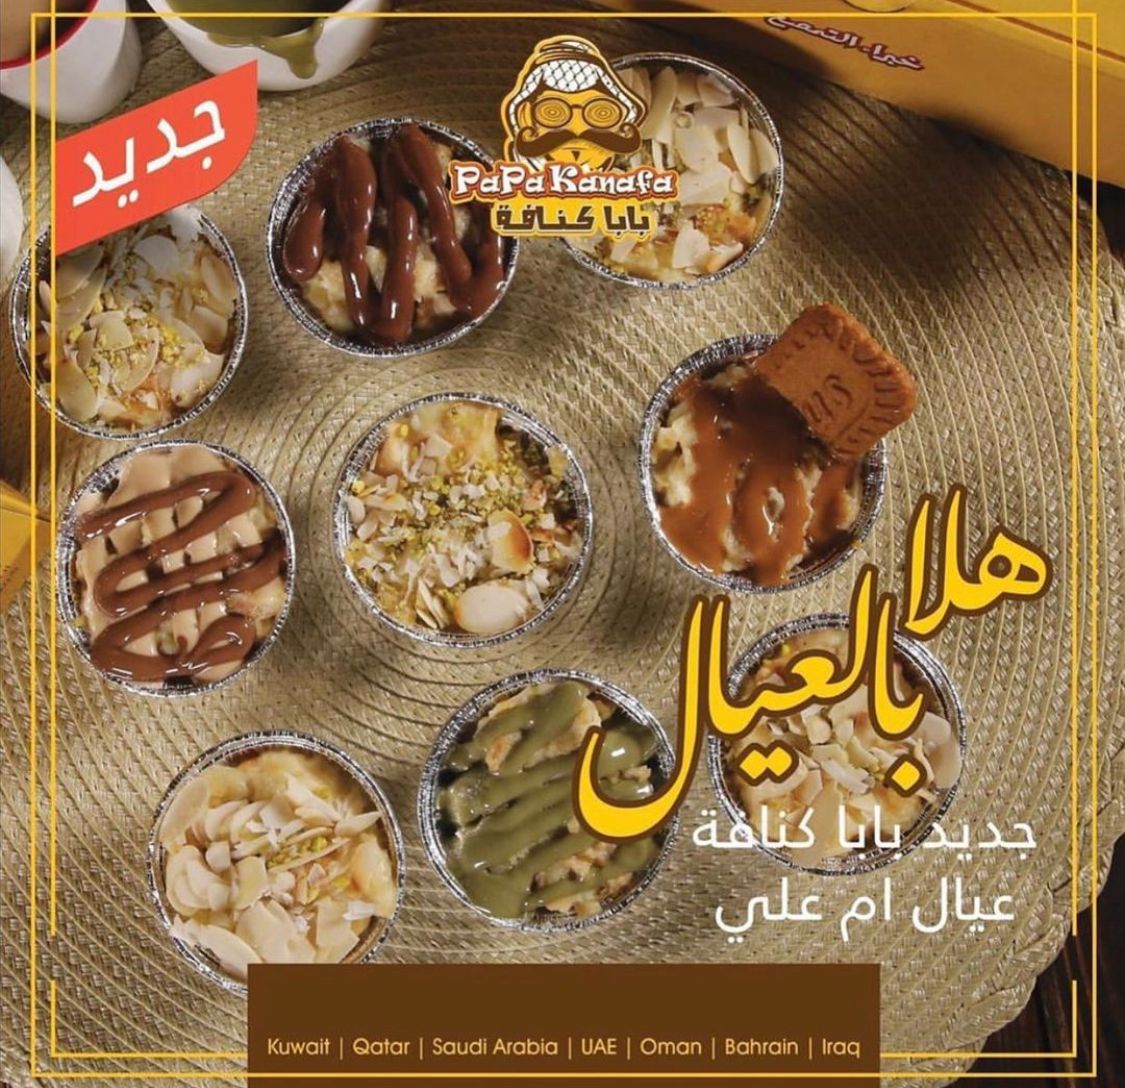 جديد
PaPa Kanafa
بابا كنافة
هلا
بالعيال
جديد بابا كنافة
عيال ام علي
Kuwait | Qatar | Saudi Arabia | UAE | Oman | Bahrain | Iraq